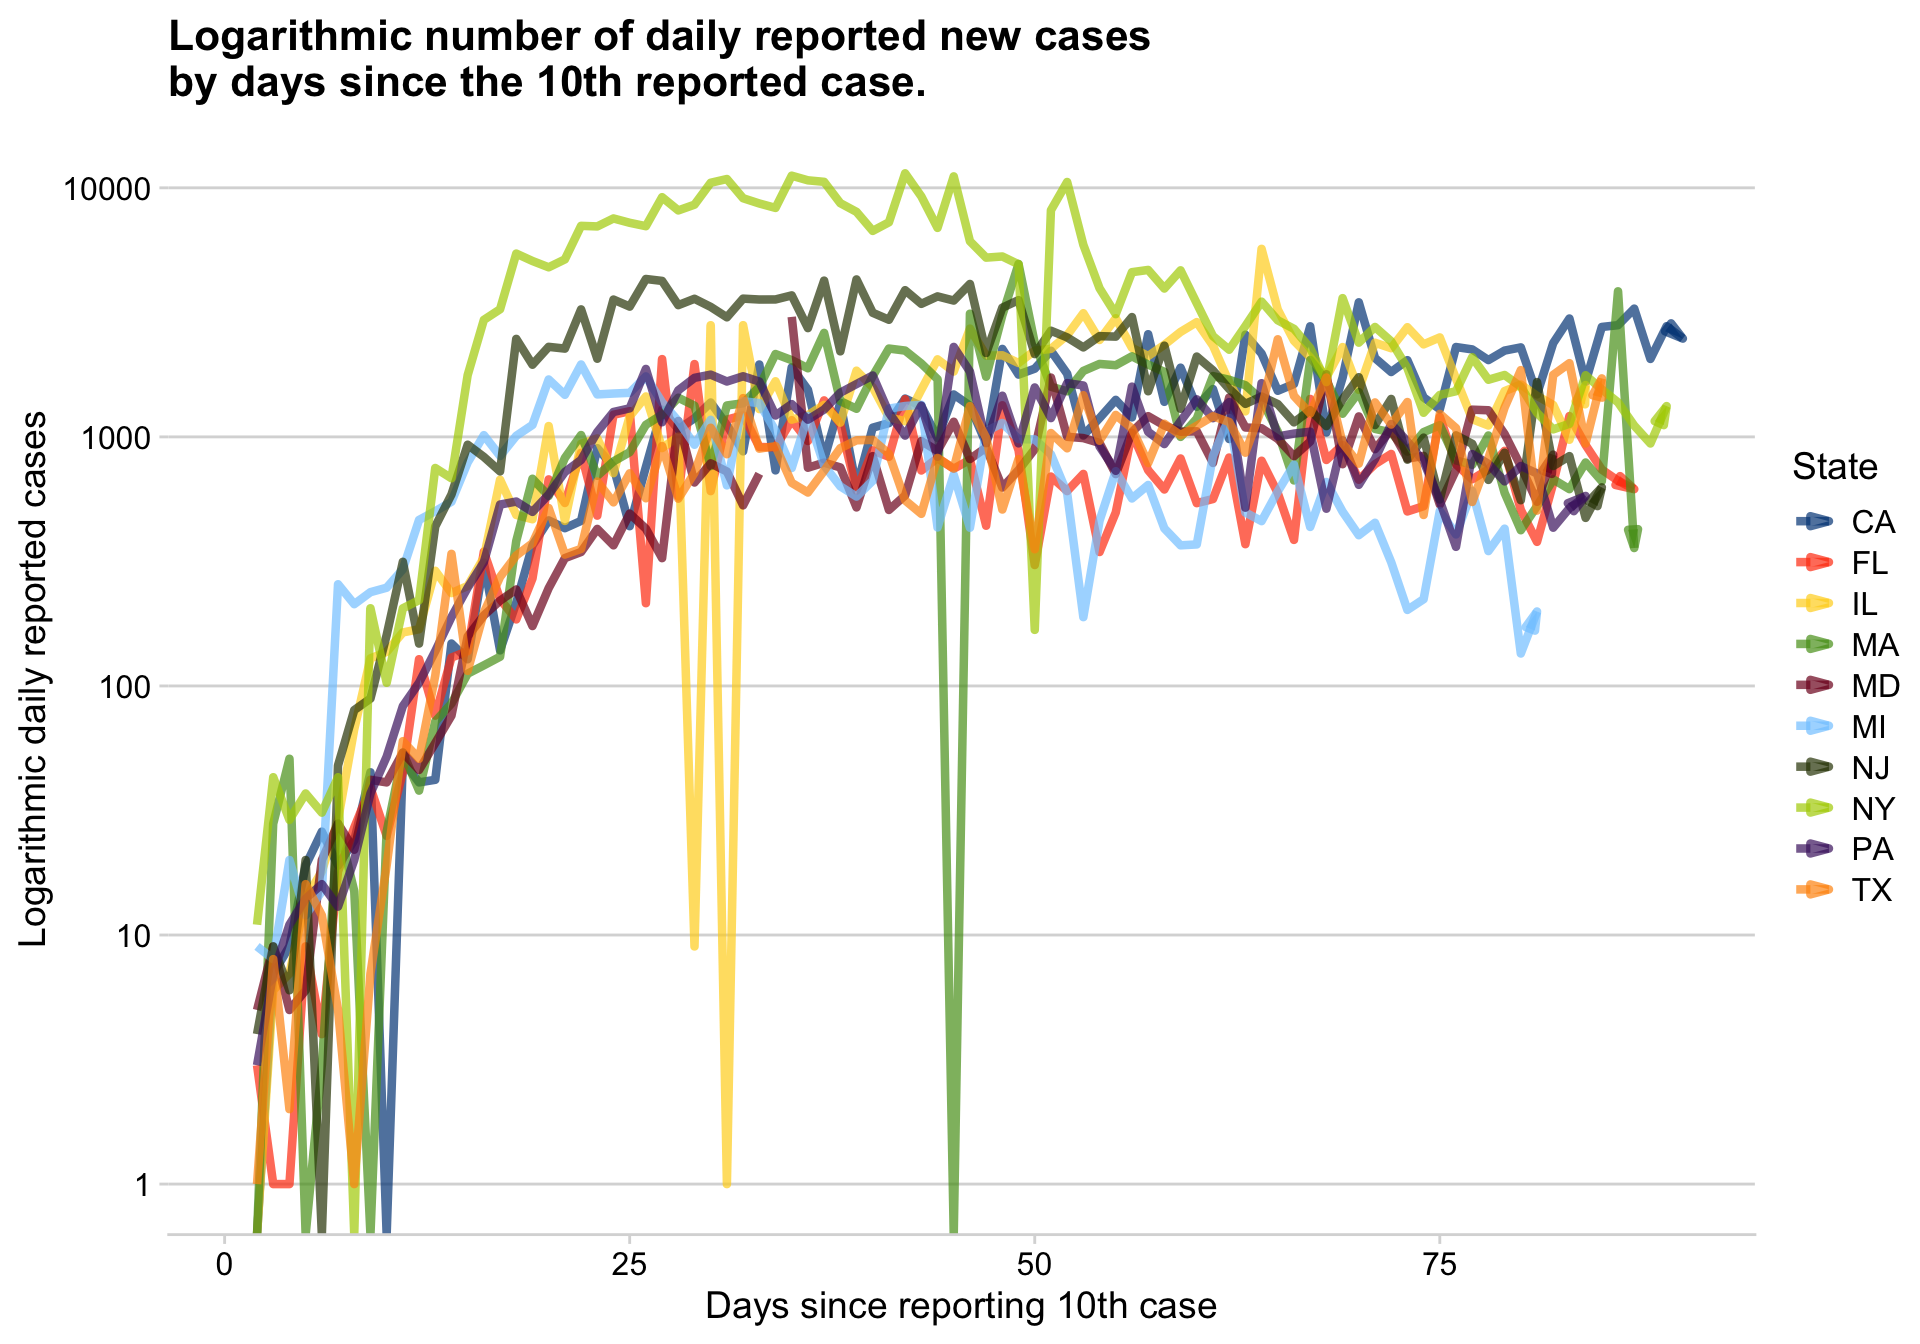 Logarithmic number of daily reported new cases
by days since the 10th reported case.
Logarithmic daily reported cases
10000
1000
100
10
1
0
25
50
75
Days since reporting 10th case
State
CA
FL
IL
MA
MD
MI
NJ
NY
PA
TX